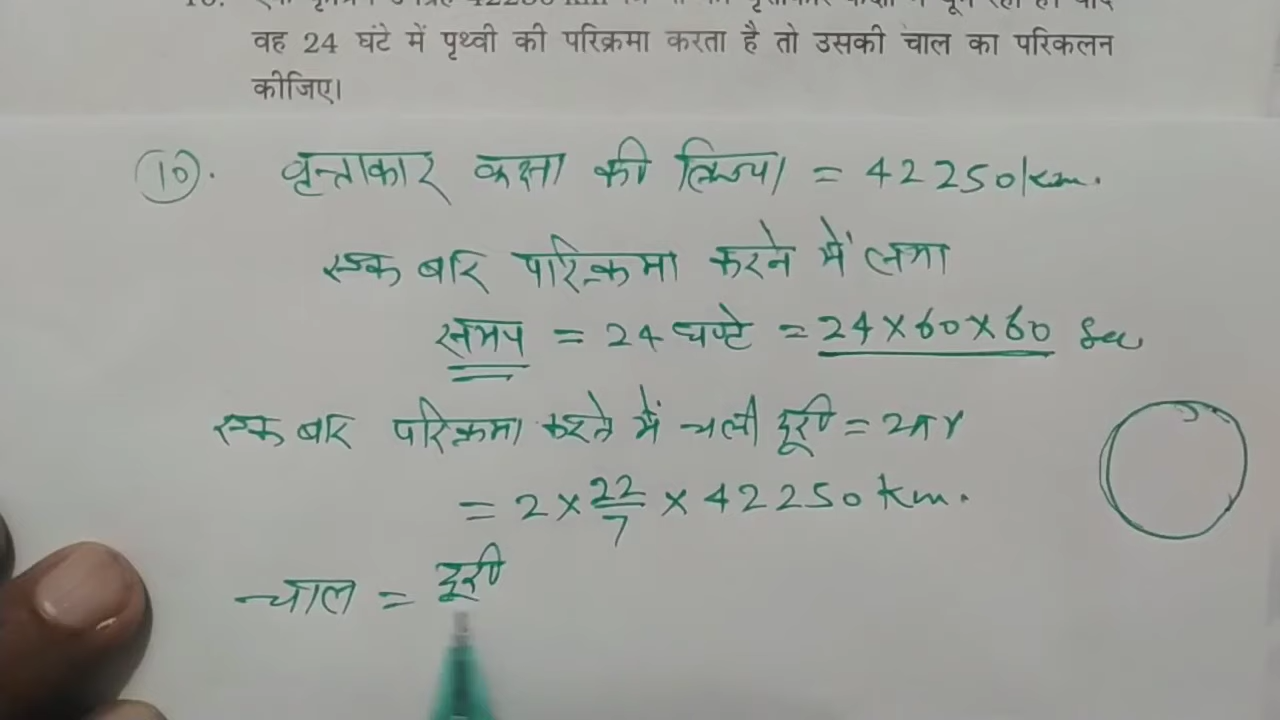 वह 24 घंटे में पृथ्वी की परिक्रमा करता है तो उसकी चाल का परिकलन
कीजिए।
10. वृत्ताकार कक्षा की त्रिज्या = 42250 km.
एक बार परिक्रमा करने में लगा
समय = 24 घण्टे = 24 × 60 × 60 Sec
एक बार परिक्रमा करने में चली दूरी = 2πr
= 2 × 22/7 × 42250 km.
चाल = दूरी